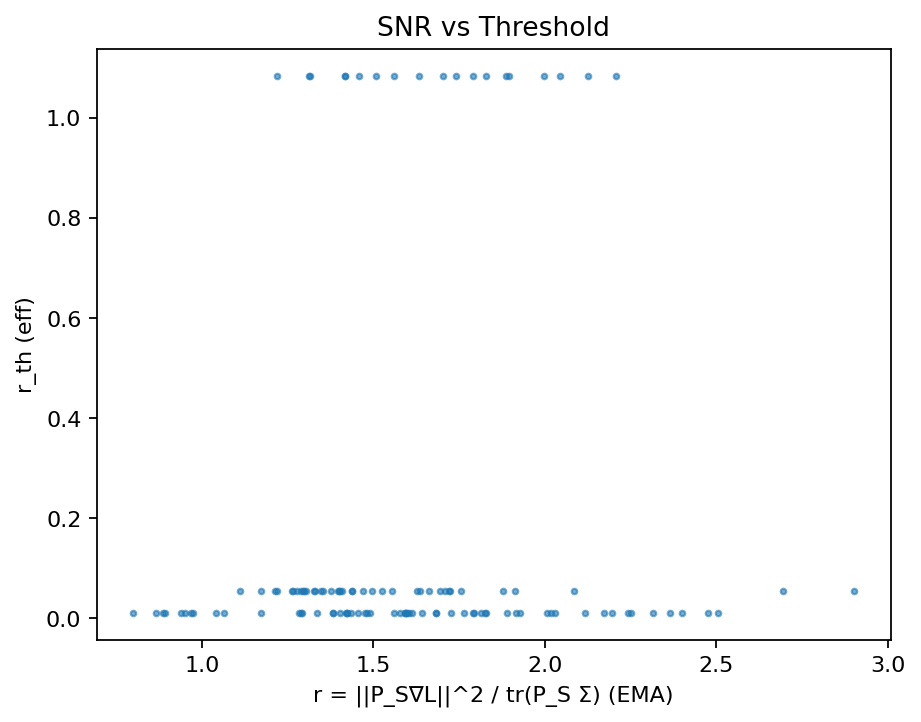 SNR vs Threshold
r_th (eff)
1.0
0.8
0.6
0.4
0.2
0.0
1.0 1.5 2.0 2.5 3.0
r = ||P_S∇L||^2 / tr(P_S Σ) (EMA)